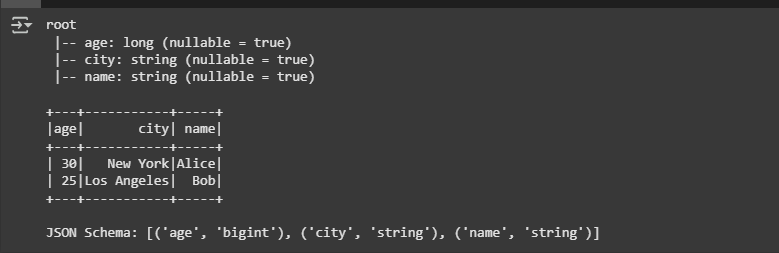 root
 |-- age: long (nullable = true)
 |-- city: string (nullable = true)
 |-- name: string (nullable = true)

+---+-----------+-----+
|age|       city| name|
+---+-----------+-----+
| 30|   New York|Alice|
| 25|Los Angeles|  Bob|
+---+-----------+-----+

JSON Schema: [('age', 'bigint'), ('city', 'string'), ('name', 'string')]